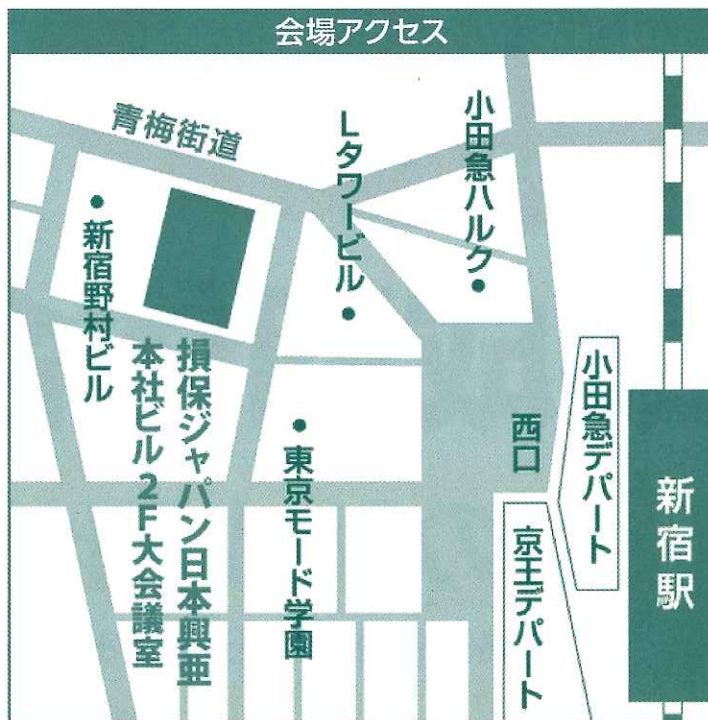 会場アクセス
青梅街道
Lタワービル
小田急ハルク
新宿野村ビル
損保ジャパン日本興亜
本社ビル2F大会議室
東京モード学園
西口
小田急デパート
京王デパート
新宿駅